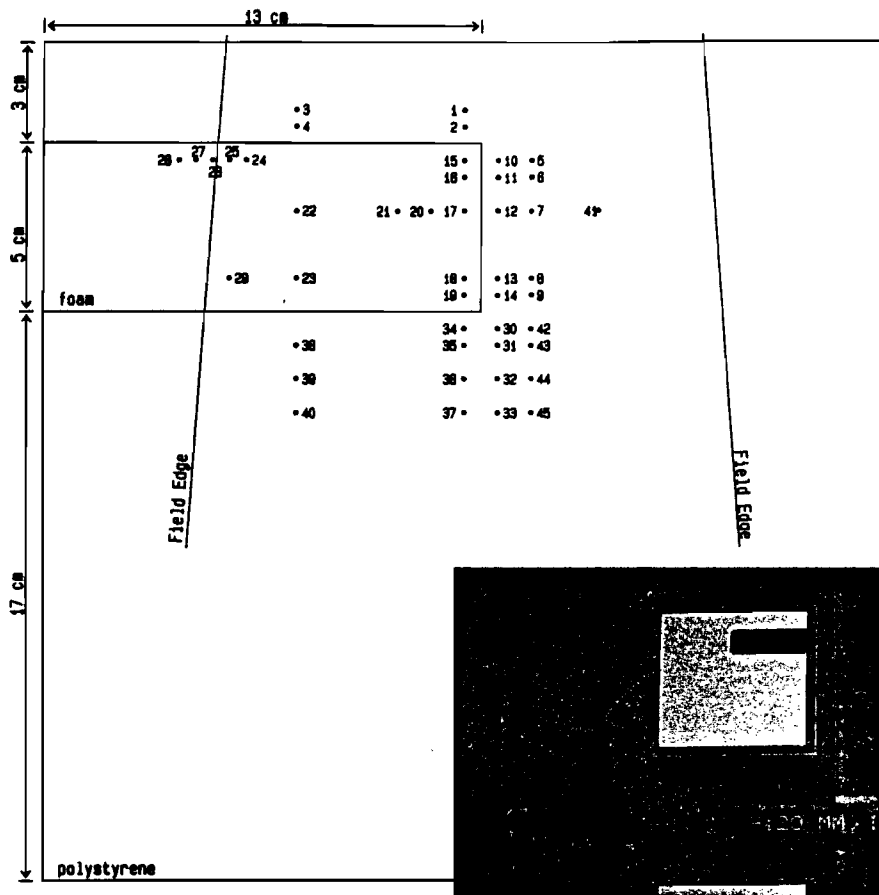 13 cm
3 cm
3 1
4 2
27 25
26 24 15 10 5
28
16 11 6
22 21 20 17 12 7 41
5 cm
29 23 18 13 8
19 14 9
foam
34 30 42
38 35 31 43
39 36 32 44
40 37 33 45
Field Edge
Field Edge
17 cm
-120 MM
polystyrene